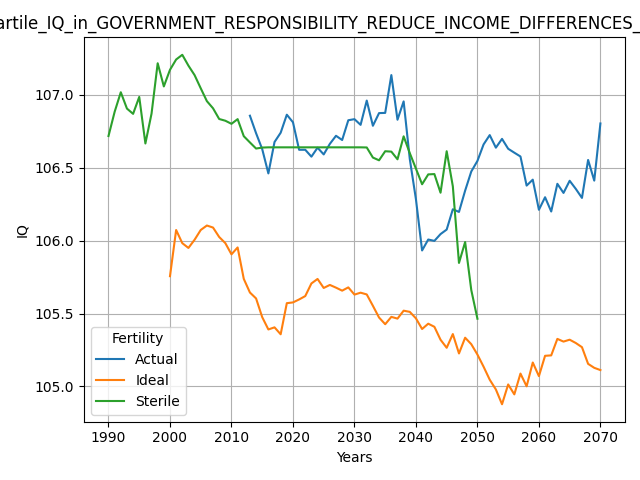 artile_IQ_in_GOVERNMENT_RESPONSIBILITY_REDUCE_INCOME_DIFFERENCES_
107.0
106.5
106.0
105.5
105.0
IQ
Fertility
Actual
Ideal
Sterile
1990 2000 2010 2020 2030 2040 2050 2060 2070
Years